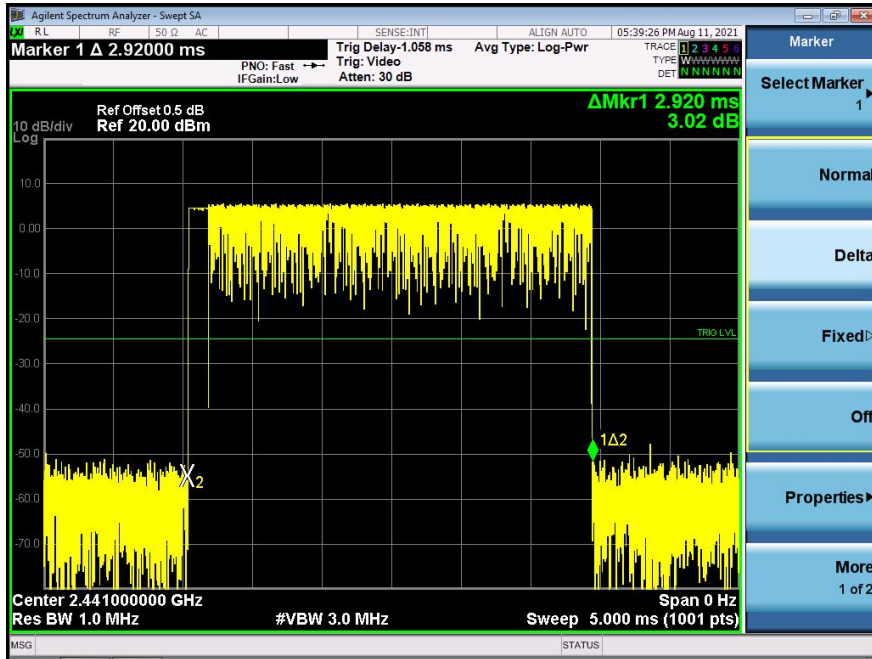 Agilent Spectrum Analyzer - Swept SA
LXI RL RF 50 Ω AC SENSE:INT ALIGN AUTO 05:39:26 PM Aug 11, 2021
Marker 1 Δ 2.92000 ms
PNO: Fast
IFGain:Low
Trig Delay-1.058 ms
Trig: Video
Atten: 30 dB
Avg Type: Log-Pwr
TRACE 1 2 3 4 5 6
TYPE WWWWWW
DET N N N N N N
ΔMkr1 2.920 ms
3.02 dB
Ref Offset 0.5 dB
10 dB/div Ref 20.00 dBm
Log
10.0
0.00
-10.0
-20.0
TRIG LVL
-30.0
-40.0
-50.0
1Δ2
X2
-60.0
-70.0
Center 2.441000000 GHz Span 0 Hz
Res BW 1.0 MHz #VBW 3.0 MHz Sweep 5.000 ms (1001 pts)
MSG STATUS
Marker
Select Marker
1
Normal
Delta
Fixed
Off
Properties
More
1 of 2